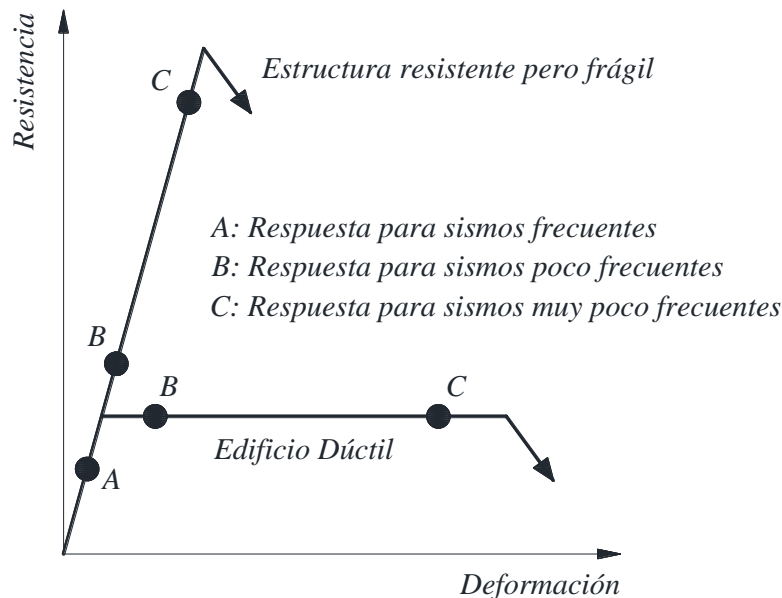 Resistencia
C
Estructura resistente pero frágil
A: Respuesta para sismos frecuentes
B: Respuesta para sismos poco frecuentes
C: Respuesta para sismos muy poco frecuentes
B
B
C
Edificio Dúctil
A
Deformación